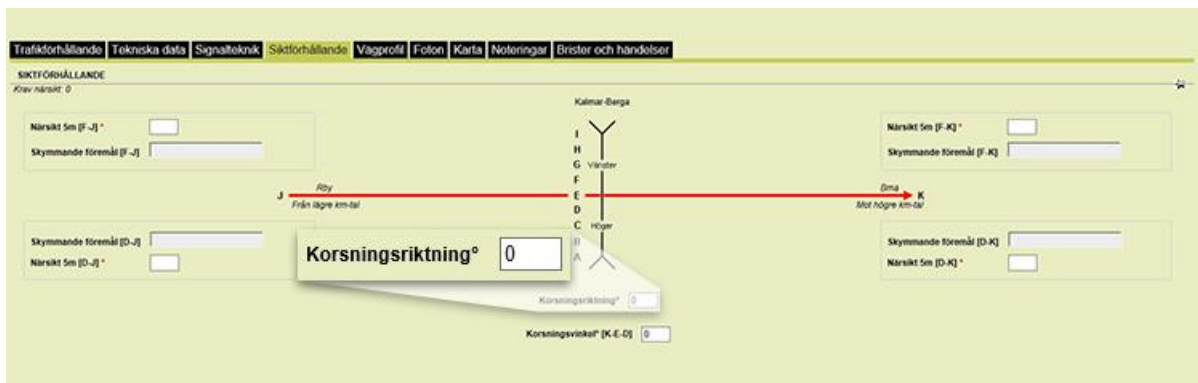 Trafikförhållande Tekniska data Signalteknik Siktförhållande Vägprofil Foton Karta Noteringar Brister och händelser
SIKTFÖRHÅLLANDE
Krav närsikt: 0
Kalmar-Berga
Närsikt 5m [F-J] *
Närsikt 5m [F-K] *
Skymmande föremål [F-J]
Skymmande föremål [F-K]
I
H
G Vänster
F
Rby
Bma
J E K
Från lägre km-tal
Mot högre km-tal
D
C Höger
B
A
Skymmande föremål [D-J]
Skymmande föremål [D-K]
Närsikt 5m [D-J] *
Närsikt 5m [D-K] *
Korsningsriktning° 0
Korsningsriktning° 0
Korsningsvinkel° [K-E-D] 0